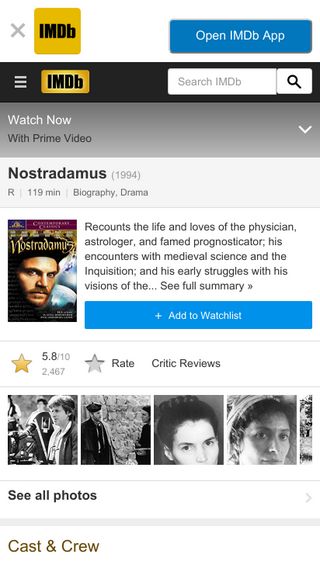 IMDb
Open IMDb App
IMDb
Search IMDb
Watch Now
With Prime Video
Nostradamus (1994)
R | 119 min | Biography, Drama
CONTEMPORARY CLASSICS
Nostradamus
Recounts the life and loves of the physician,
astrologer, and famed prognosticator; his
encounters with medieval science and the
Inquisition; and his early struggles with his
visions of the... See full summary »
+ Add to Watchlist
5.8/10
2,467
Rate
Critic Reviews
See all photos
Cast & Crew